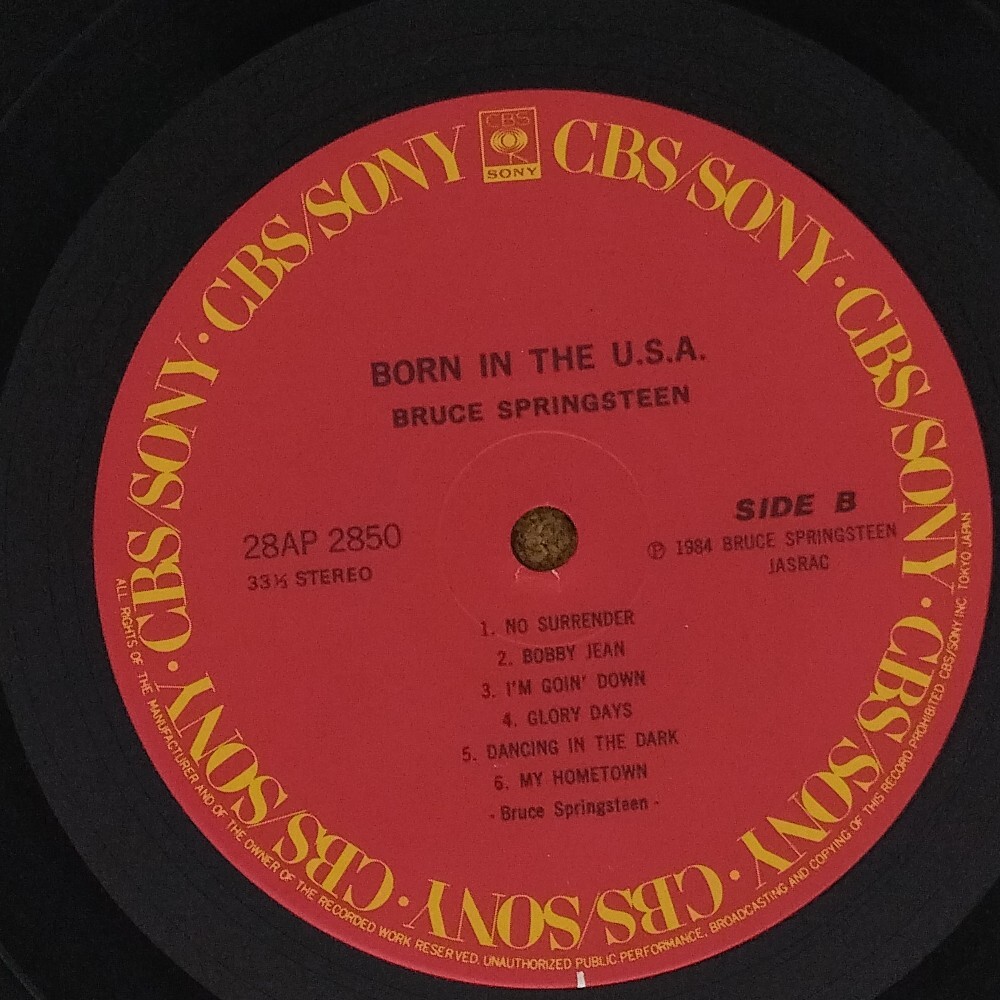 CBS
SONY
CBS/SONY · CBS/SONY · CBS/SONY · CBS/SONY · CBS/SONY · CBS/SONY · CBS/SONY · CBS/SONY
BORN IN THE U.S.A.
BRUCE SPRINGSTEEN
SIDE B
28AP 2850
33⅓ STEREO
℗ 1984 BRUCE SPRINGSTEEN
JASRAC
1. NO SURRENDER
2. BOBBY JEAN
3. I'M GOIN' DOWN
4. GLORY DAYS
5. DANCING IN THE DARK
6. MY HOMETOWN
- Bruce Springsteen -
ALL RIGHTS OF THE MANUFACTURER AND OF THE OWNER OF THE RECORDED WORK RESERVED. UNAUTHORIZED PUBLIC PERFORMANCE, BROADCASTING AND COPYING OF THIS RECORD PROHIBITED CBS/SONY INC TOKYO JAPAN